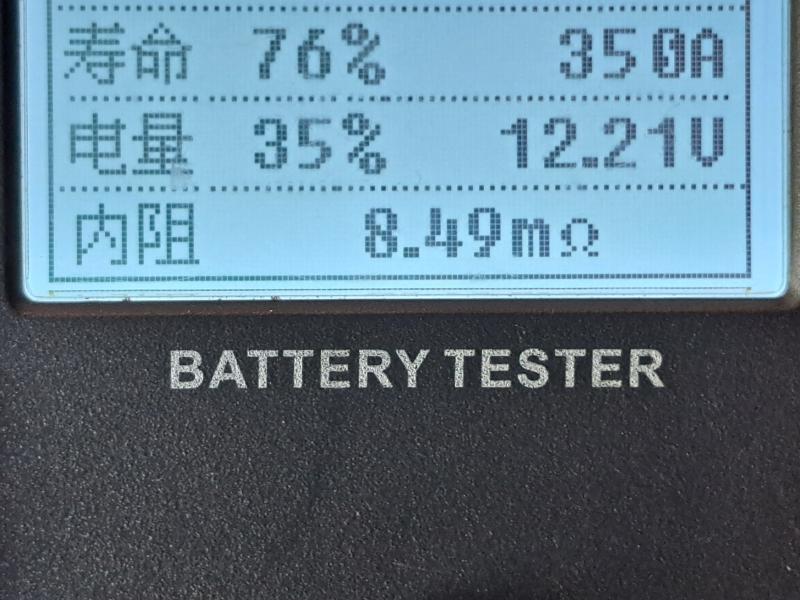 寿命 76% 350A
电量 35% 12.21V
内阻 8.49mΩ
BATTERY TESTER